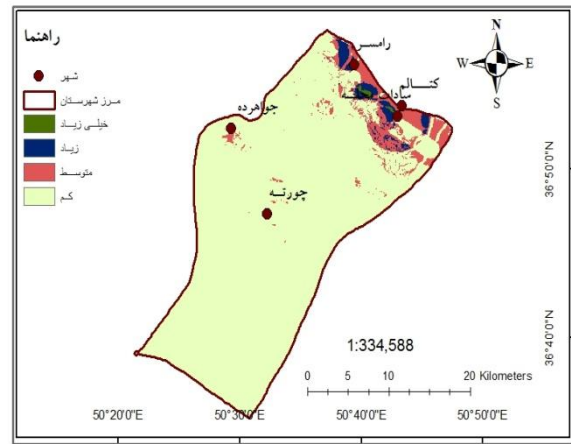 راهنما
شهر
مرز شهرستان
خیلی زیاد
زیاد
متوسط
کم
رامسر
کتالم
سادات
جواهرده
چورته
N
W E
S
36°50'0"N
36°40'0"N
1:334,588
0 5 10 20 Kilometers
50°20'0"E 50°30'0"E 50°40'0"E 50°50'0"E